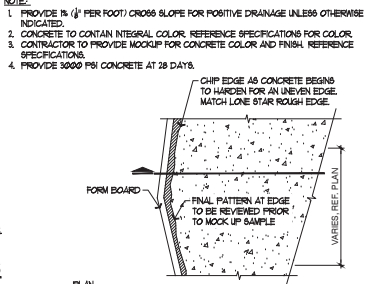 NOTE:
1. PROVIDE 1% (⅛" PER FOOT) CROSS SLOPE FOR POSITIVE DRAINAGE UNLESS OTHERWISE
INDICATED.
2. CONCRETE TO CONTAIN INTEGRAL COLOR. REFERENCE SPECIFICATIONS FOR COLOR.
3. CONTRACTOR TO PROVIDE MOCKUP FOR CONCRETE COLOR AND FINISH. REFERENCE
SPECIFICATIONS.
4. PROVIDE 3000 PSI CONCRETE AT 28 DAYS.
CHIP EDGE AS CONCRETE BEGINS
TO HARDEN FOR AN UNEVEN EDGE.
MATCH LONE STAR ROUGH EDGE.
FORM BOARD
FINAL PATTERN AT EDGE
TO BE REVIEWED PRIOR
TO MOCK UP SAMPLE
VARIES, REF. PLAN
PLAN